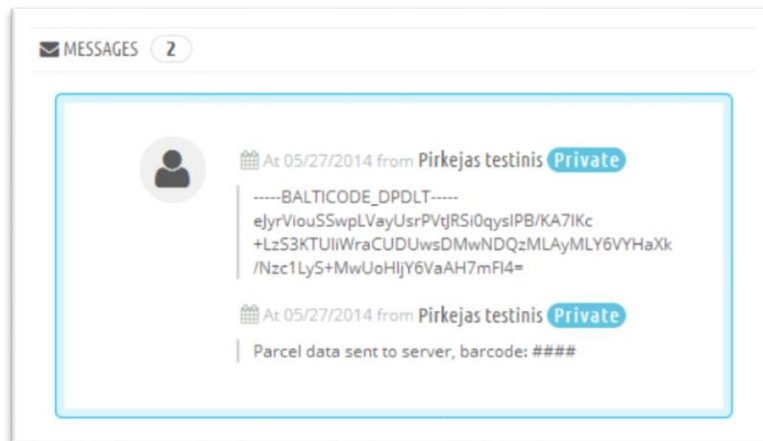 MESSAGES 2
At 05/27/2014 from Pirkejas testinis Private
-----BALTICODE_DPDLT-----
eJyrViouSSwpLVayUsrPVtJRSi0qyslPB/KA7IKc
+LzS3KTUIiWraCUDUwsDMwNDQzMLAyMLY6VYHaXk
/Nzc1LyS+MwUoHIjY6VaAH7mFI4=
At 05/27/2014 from Pirkejas testinis Private
Parcel data sent to server, barcode: ####